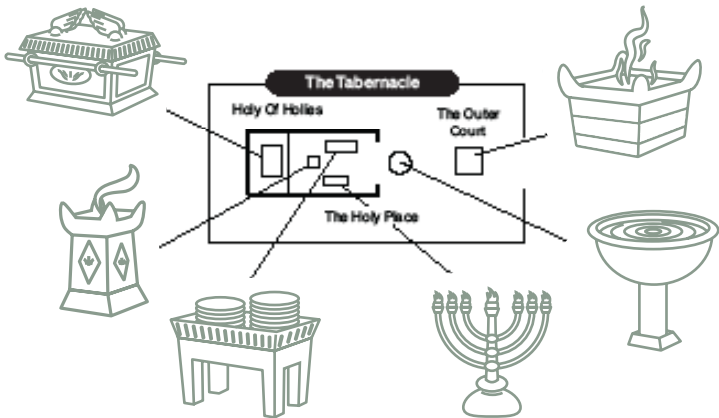 The Tabernacle
Holy Of Holies
The Outer
Court
The Holy Place